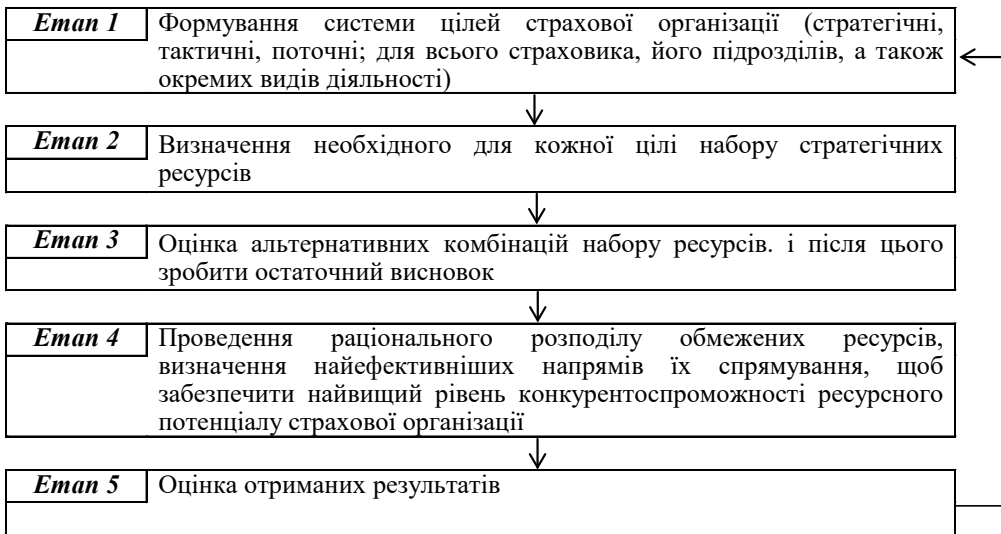 Етап 1 Формування системи цілей страхової організації (стратегічні,
тактичні, поточні; для всього страховика, його підрозділів, а також
окремих видів діяльності)
Етап 2 Визначення необхідного для кожної цілі набору стратегічних
ресурсів
Етап 3 Оцінка альтернативних комбінацій набору ресурсів. і після цього
зробити остаточний висновок
Етап 4 Проведення раціонального розподілу обмежених ресурсів,
визначення найефективніших напрямів їх спрямування, щоб
забезпечити найвищий рівень конкурентоспроможності ресурсного
потенціалу страхової організації
Етап 5 Оцінка отриманих результатів